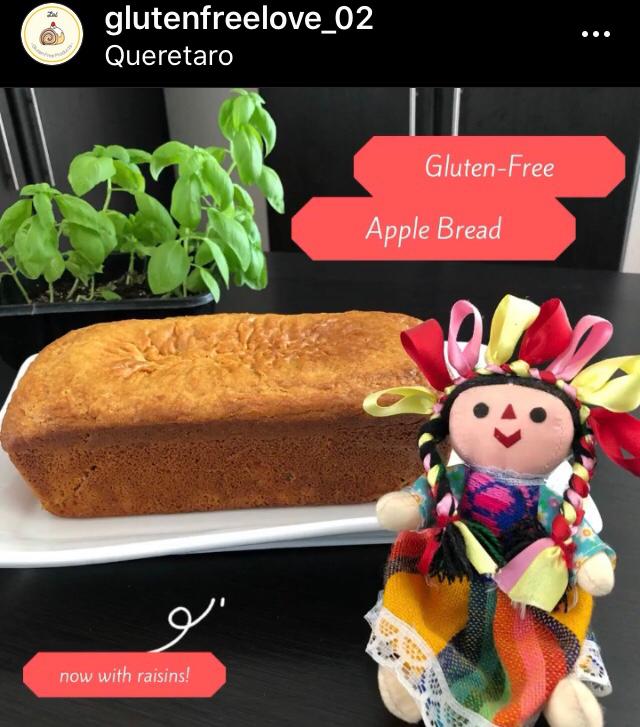 glutenfreelove_02
Queretaro
Gluten-Free
Apple Bread
now with raisins!